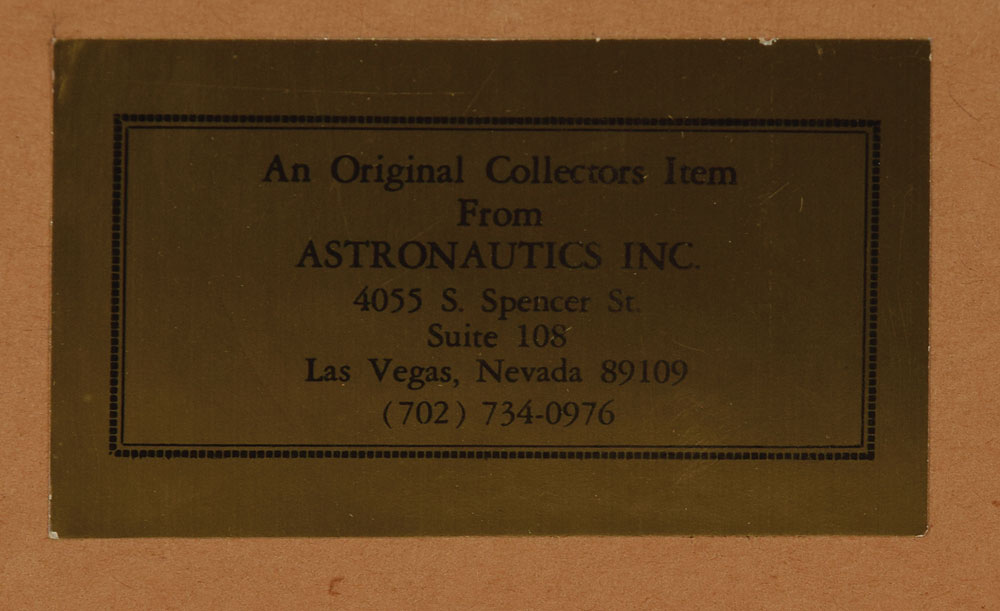 An Original Collectors Item
From
ASTRONAUTICS INC.
4055 S. Spencer St.
Suite 108
Las Vegas, Nevada 89109
(702) 734-0976